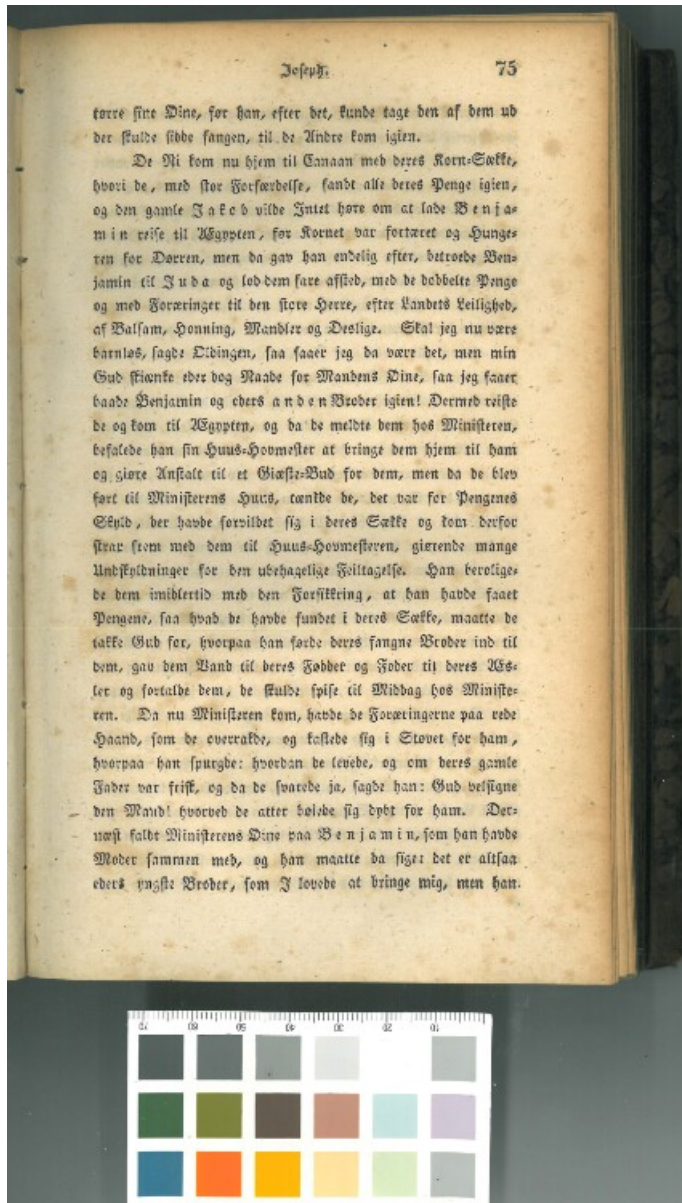 Joseph. 75
tørre sine Øine, før han, efter det, kunde tage den af dem ud
der skulde sidde fangen, til de Andre kom igien.
De Ni kom nu hjem til Canaan med deres Korn-Sække,
hvori de, med stor Forfærdelse, fandt alle deres Penge igien,
og den gamle Jakob vilde Intet høre om at lade Benja-
min reise til Ægypten, før Kornet var fortæret og Hunge-
ren for Dørren, men da gav han endelig efter, betroede Ben-
jamin til Juda og lod dem fare afsted, med de dobbelte Penge
og med Foræringer til den store Herre, efter Landets Leilighed,
af Balsam, Honning, Mandler og Deslige. Skal jeg nu være
barnløs, sagde Oldingen, saa faaer jeg da være det, men min
Gud skiænke eder dog Naade for Mandens Øine, saa jeg faaer
baade Benjamin og eders anden Broder igien! Dermed reiste
de og kom til Ægypten, og da de meldte dem hos Ministeren,
befalede han sin Huus-Hovmester at bringe dem hjem til ham
og giøre Anstalt til et Giæste-Bud for dem, men da de blev
ført til Ministerens Huus, tænkde de, det var for Pengenes
Skyld, der havde forvildet sig i deres Sække og kom derfor
strax frem med dem til Huus-Hovmesteren, giørende mange
Undskyldninger for den ubehagelige Feiltagelse. Han berolige-
de dem imidlertid med den Forsikkring, at han havde faaet
Pengene, saa hvad de havde fundet i deres Sække, maatte de
takke Gud for, hvorpaa han førde deres fangne Broder ind til
dem, gav dem Vand til deres Fødder og Foder til deres Æs-
ler og fortalde dem, de skulde spise til Middag hos Ministe-
ren. Da nu Ministeren kom, havde de Foræringerne paa rede
Haand, som de overrakde, og kastede sig i Støvet for ham,
hvorpaa han spurgde: hvordan de levede, og om deres gamle
Fader var frisk, og da de svarede ja, sagde han: Gud velsigne
den Mand! hvorved de atter bøiede sig dybt for ham. Der-
næst faldt Ministerens Øine paa Benjamin, som han havde
Moder sammen med, og han maatte da sige: det er altsaa
eders yngste Broder, som I lovede at bringe mig, men han.
70 60 50 40 30 20 10